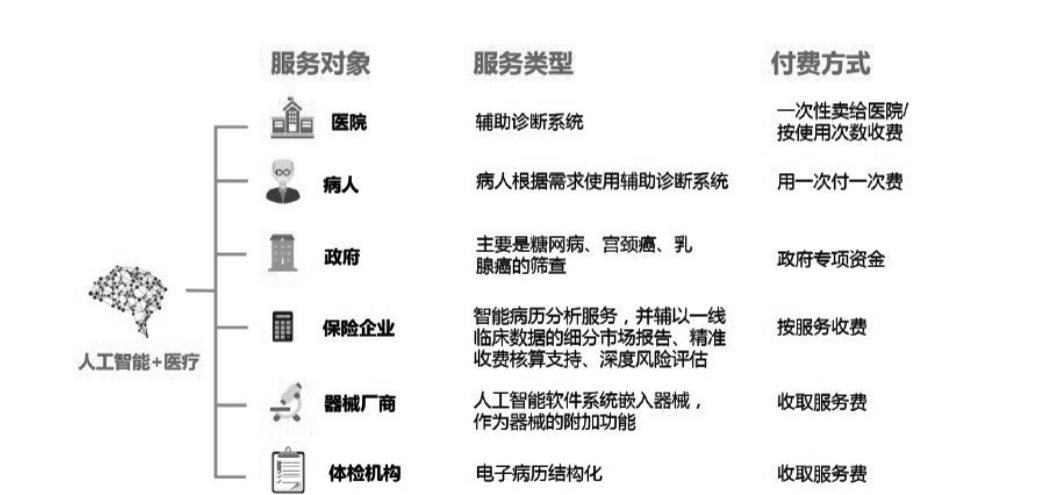 服务对象 服务类型 付费方式
医院 辅助诊断系统 一次性卖给医院/
按使用次数收费
病人 病人根据需求使用辅助诊断系统 用一次付一次费
政府 主要是糖网病、宫颈癌、乳
腺癌的筛查 政府专项资金
保险企业 智能病历分析服务，并辅以一线
临床数据的细分市场报告、精准
收费核算支持、深度风险评估 按服务收费
人工智能+医疗
器械厂商 人工智能软件系统嵌入器械，
作为器械的附加功能 收取服务费
体检机构 电子病历结构化 收取服务费